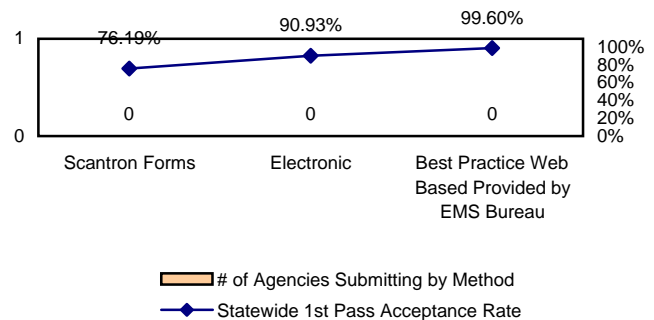 76.19%
90.93%
99.60%
1
0
0
0
0
100%
80%
60%
40%
20%
0%
Scantron Forms
Electronic
Best Practice Web
Based Provided by
EMS Bureau
# of Agencies Submitting by Method
Statewide 1st Pass Acceptance Rate